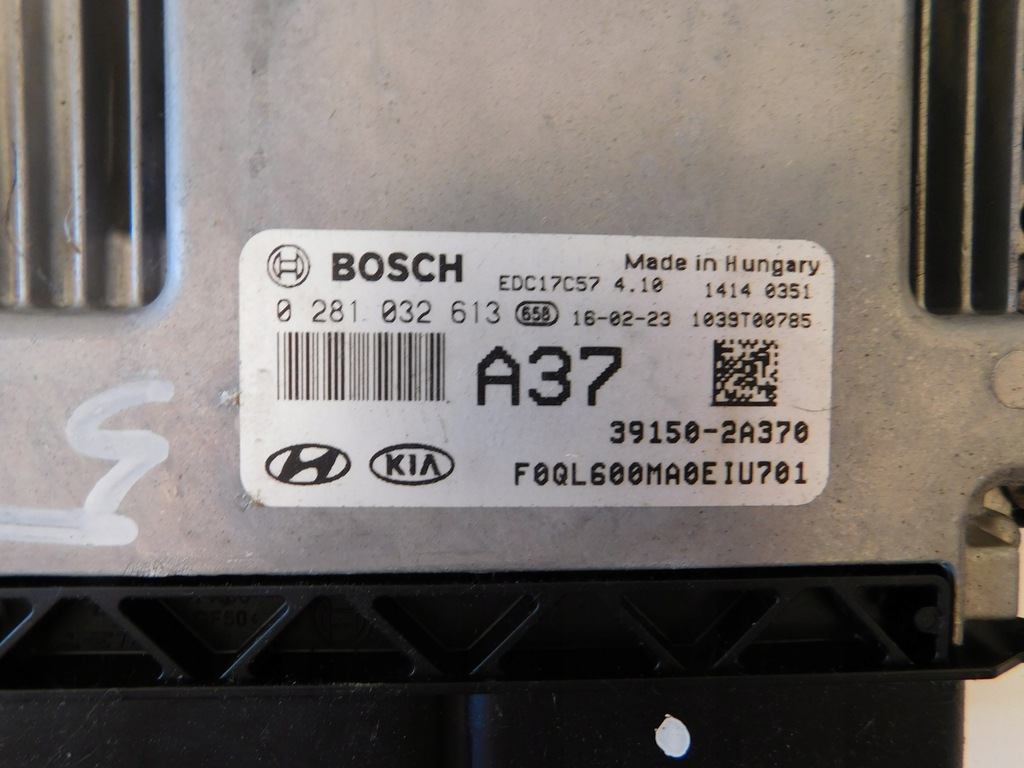 BOSCH
Made in Hungary
EDC17C57 4.10
1414 0351
0 281 032 613 658 16-02-23 1039T00785
A37
39150-2A370
KIA
F0QL600MA0EIU701